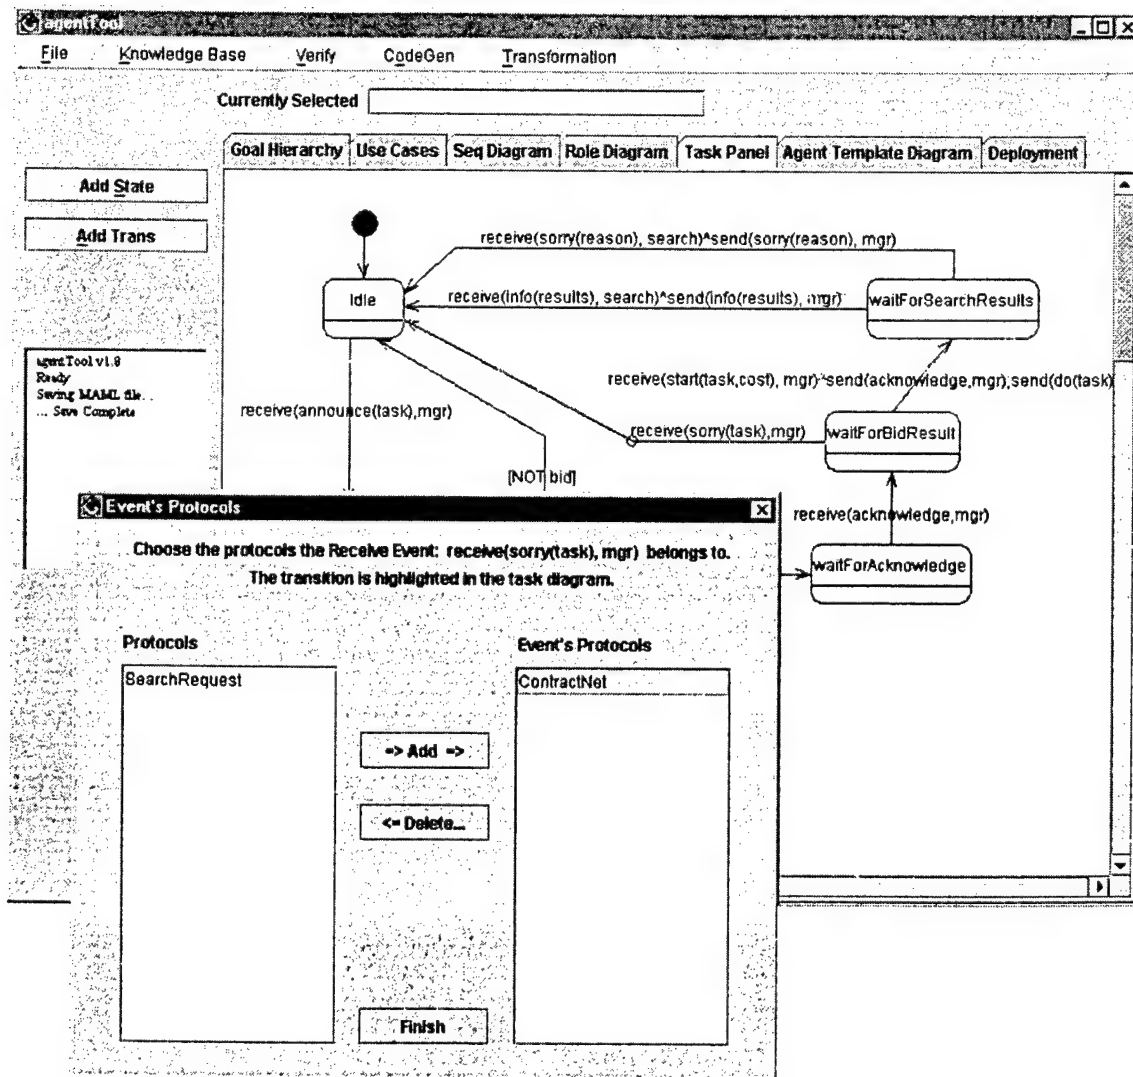 agentTool
File Knowledge Base Verify CodeGen Transformation
Currently Selected
Goal Hierarchy Use Cases Seq Diagram Role Diagram Task Panel Agent Template Diagram Deployment
Add State
Add Trans
receive(sorry(reason), search)^send(sorry(reason), mgr)
Idle
receive(info(results), search)^send(info(results), mgr)
waitForSearchResults
agentTool v1.8
Ready
Saving MAML file...
... Save Complete
receive(start(task,cost), mgr)^send(acknowledge,mgr);send(do(task)
receive(announce(task),mgr)
receive(sorry(task),mgr)
waitForBidResult
[NOT bid]
receive(acknowledge,mgr)
waitForAcknowledge
Event's Protocols
Choose the protocols the Receive Event: receive(sorry(task), mgr) belongs to.
The transition is highlighted in the task diagram.
Protocols
Event's Protocols
SearchRequest
ContractNet
=> Add =>
<= Delete...
Finish